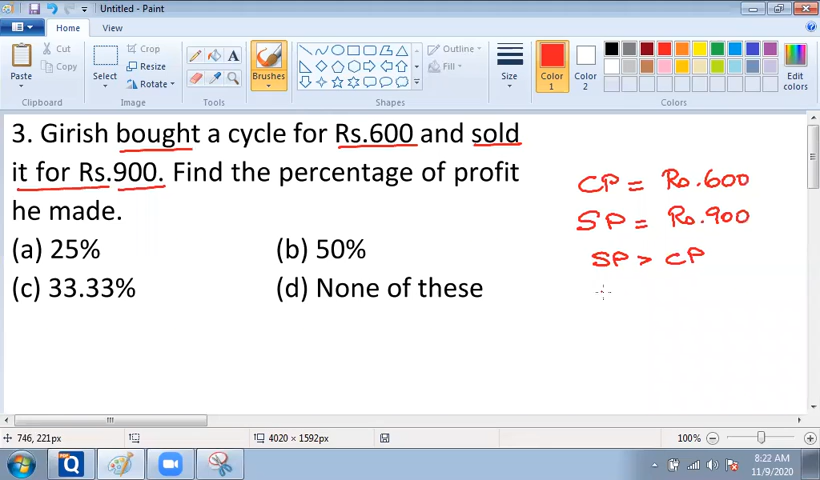 Untitled - Paint
Home
View
Paste
Cut
Copy
Clipboard
Select
Crop
Resize
Rotate
Image
Tools
Brushes
Shapes
Outline
Fill
Size
Color
1
Color
2
Colors
Edit
colors
3. Girish bought a cycle for Rs.600 and sold
it for Rs.900. Find the percentage of profit
he made.
(a) 25% (b) 50%
(c) 33.33% (d) None of these
CP = Rs.600
SP = Rs.900
SP > CP
746, 221px
4020 × 1592px
100%
8:22 AM
11/9/2020